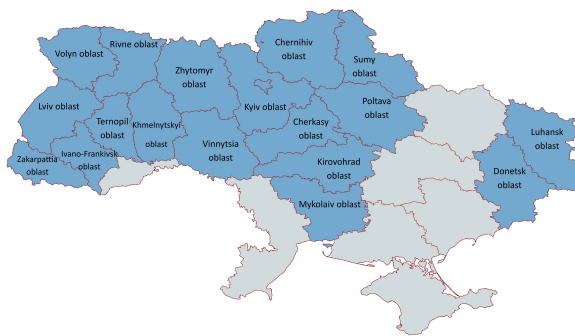 Volyn oblast
Rivne oblast
Zhytomyr
oblast
Chernihiv
oblast
Sumy
oblast
Lviv oblast
Ternopil
oblast
Khmelnytskyi
oblast
Kyiv oblast
Cherkasy
oblast
Poltava
oblast
Luhansk
oblast
Zakarpattia
oblast
Ivano-Frankivsk
oblast
Vinnytsia
oblast
Kirovohrad
oblast
Donetsk
oblast
Mykolaiv oblast